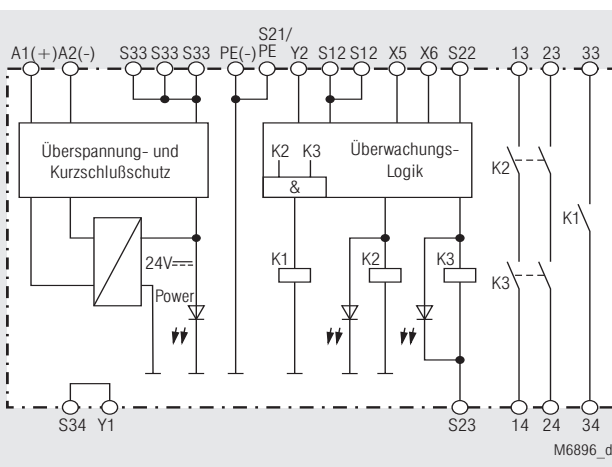 S21/
A1(+) A2(-) S33 S33 S33 PE(-) PE Y2 S12 S12 X5 X6 S22 13 23 33
Überspannung- und
Kurzschlußschutz
K2 K3
&
Überwachungs-
Logik
K2
K1
24V
Power
K1
K2
K3
K3
S34 Y1
S23
14 24 34
M6896_d